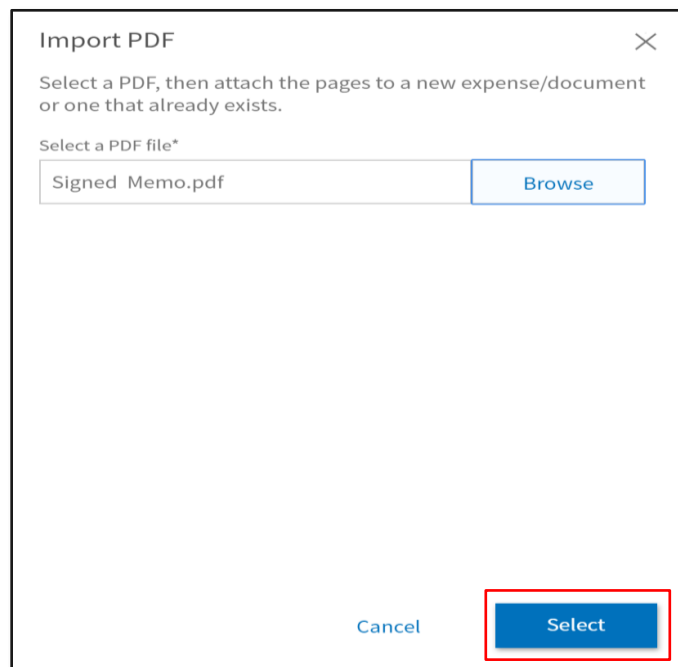 Import PDF
Select a PDF, then attach the pages to a new expense/document
or one that already exists.
Select a PDF file*
Signed Memo.pdf
Browse
Cancel
Select